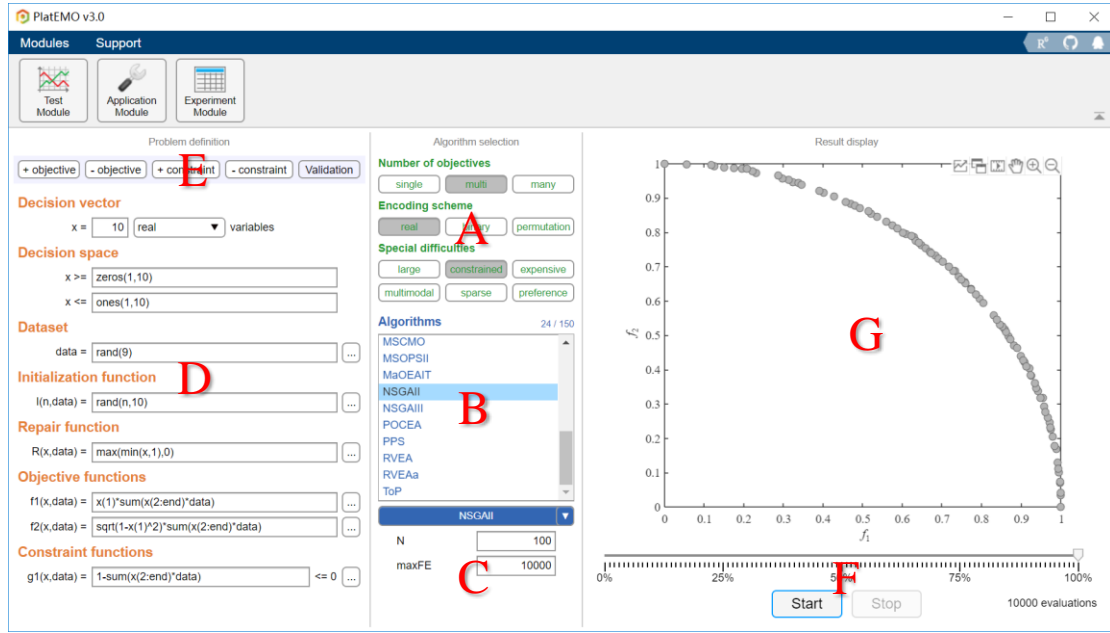 PlatEMO v3.0
Modules Support
Test Module
Application Module
Experiment Module
Problem definition
+ objective - objective + constraint - constraint Validation
E
Decision vector
x = 10 real variables
Decision space
x >= zeros(1,10)
x <= ones(1,10)
Dataset
data = rand(9) ...
Initialization function
D
I(n,data) = rand(n,10) ...
Repair function
R(x,data) = max(min(x,1),0) ...
Objective functions
f1(x,data) = x(1)*sum(x(2:end)*data) ...
f2(x,data) = sqrt(1-x(1)^2)*sum(x(2:end)*data) ...
Constraint functions
g1(x,data) = 1-sum(x(2:end)*data) <= 0 ...
Algorithm selection
Number of objectives
single multi many
Encoding scheme
real binary permutation
A
Special difficulties
large constrained expensive
multimodal sparse preference
Algorithms 24 / 150
MSCMO
MSOPSII
MaOEAIT
NSGAII
NSGAIII
B
POCEA
PPS
RVEA
RVEAa
ToP
NSGAII
N 100
maxFE 10000
C
Result display
1
0.9
0.8
0.7
0.6
0.5
0.4
0.3
0.2
0.1
0
f2
G
0 0.1 0.2 0.3 0.4 0.5 0.6 0.7 0.8 0.9 1
f1
0% 25% 50% 75% 100%
F
Start Stop 10000 evaluations